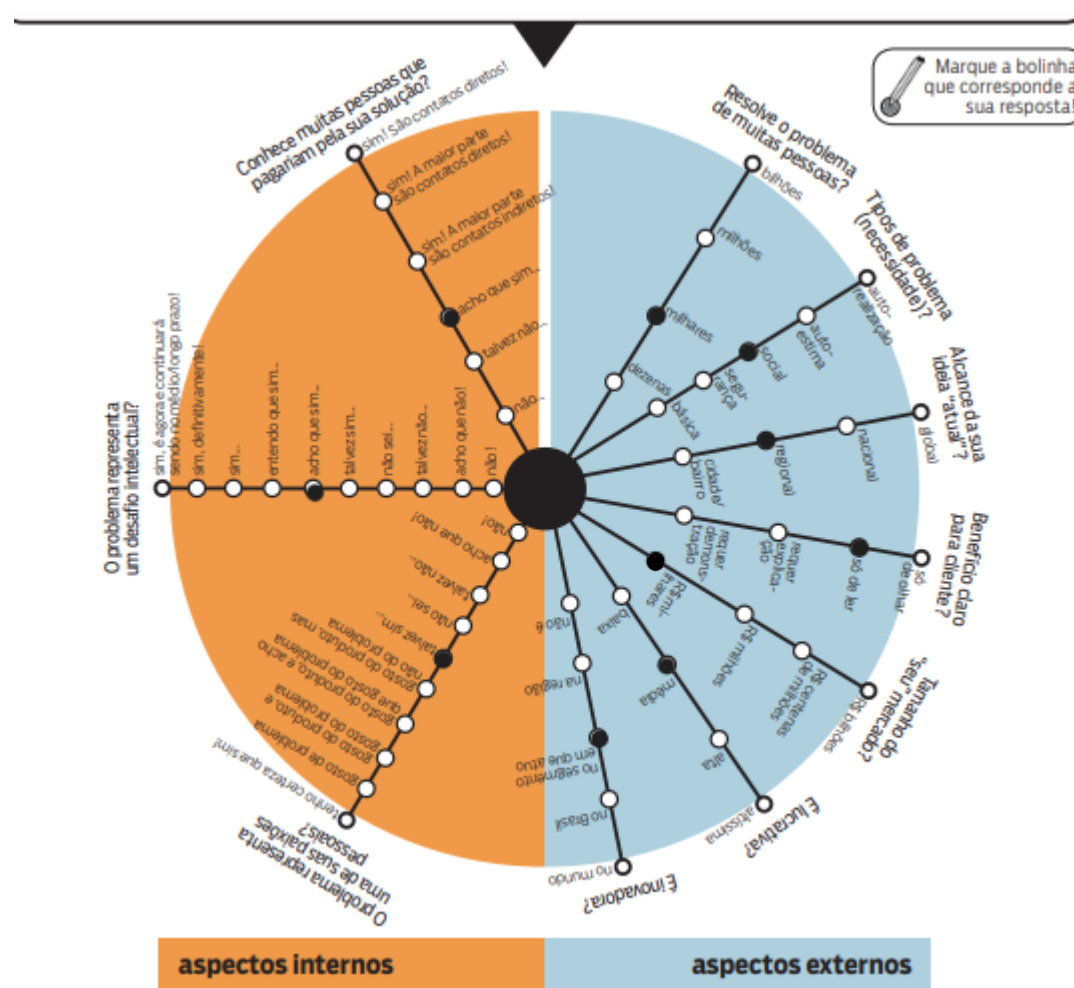 Marque a bolinha
que corresponde a
sua resposta!
Conhece muitas pessoas que
pagariam pela sua solução?
sim! São contatos diretos!
sim! A maior parte
são contatos diretos!
sim! A maior parte
são contatos indiretos!
acho que sim...
talvez não...
não...
O problema representa
um desafio intelectual?
sim, é agora e continuará
sendo no médio/longo prazo!
sim, definitivamente!
sim...
entendo que sim...
acho que sim...
talvez sim...
não sei...
talvez não...
acho que não!
não!
O problema representa
uma de suas paixões
pessoais?
tenho certeza que sim!
gosto de problema
gosto do produto, e
gosto do problema
gosto do produto, e acho
que gosto do problema
gosto do produto, mas
não do problema
talvez sim...
não sei...
talvez não...
acho que não!
não!
Resolve o problema
de muitas pessoas?
bilhões
milhões
milhares
dezenas
Tipos de problema
(necessidade)?
auto-
realização
auto-
estima
social
segu-
rança
básica
Alcance da sua
ideia "atual"?
global
nacional
regional
cidade/
bairro
Benefício claro
para cliente?
só
de olhar
só de ler
requer
explica-
ção
requer
demons-
tração
Tamanho do
"seu" mercado?
R$ bilhões
R$ centenas
de milhões
R$ milhões
R$ mi-
lhares
É lucrativa?
altíssima
alta
média
baixa
É inovadora?
no mundo
no Brasil
no segmento
em que atuo
na região
não é
aspectos internos
aspectos externos